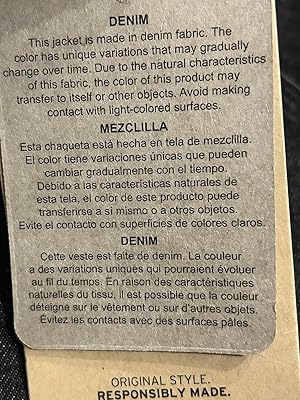 DENIM
This jacket is made in denim fabric. The
color has unique variations that may gradually
change over time. Due to the natural characteristics
of this fabric, the color of this product may
transfer to itself or other objects. Avoid making
contact with light-colored surfaces.
MEZCLILLA
Esta chaqueta está hecha en tela de mezclilla.
El color tiene variaciones únicas que pueden
cambiar gradualmente con el tiempo.
Debido a las características naturales de
esta tela, el color de este producto puede
transferirse a si mismo o a otros objetos.
Evite el contacto con superficies de colores claros.
DENIM
Cette veste est faite de denim. La couleur
a des variations uniques qui pourraient évoluer
au fil du temps. En raison des caractéristiques
naturelles du tissu, il est possible que la couleur
déteigne sur le vêtement ou sur d'autres objets.
Évitez les contacts avec des surfaces pâles.
ORIGINAL STYLE.
RESPONSIBLY MADE.